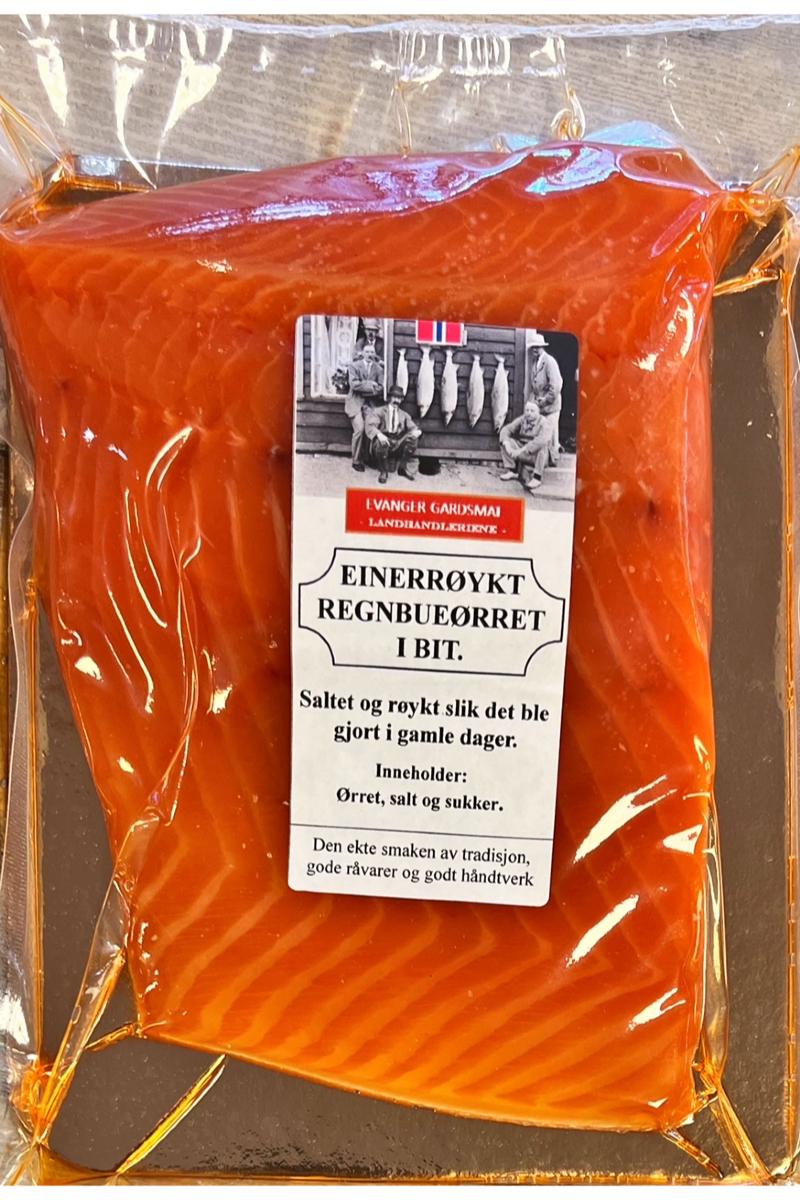 EVANGER GARDSMAT
- LANDHANDLERIENE -
EINERRØYKT
REGNBUEØRRET
I BIT.
Saltet og røykt slik det ble
gjort i gamle dager.
Inneholder:
Ørret, salt og sukker.
Den ekte smaken av tradisjon,
gode råvarer og godt håndtverk